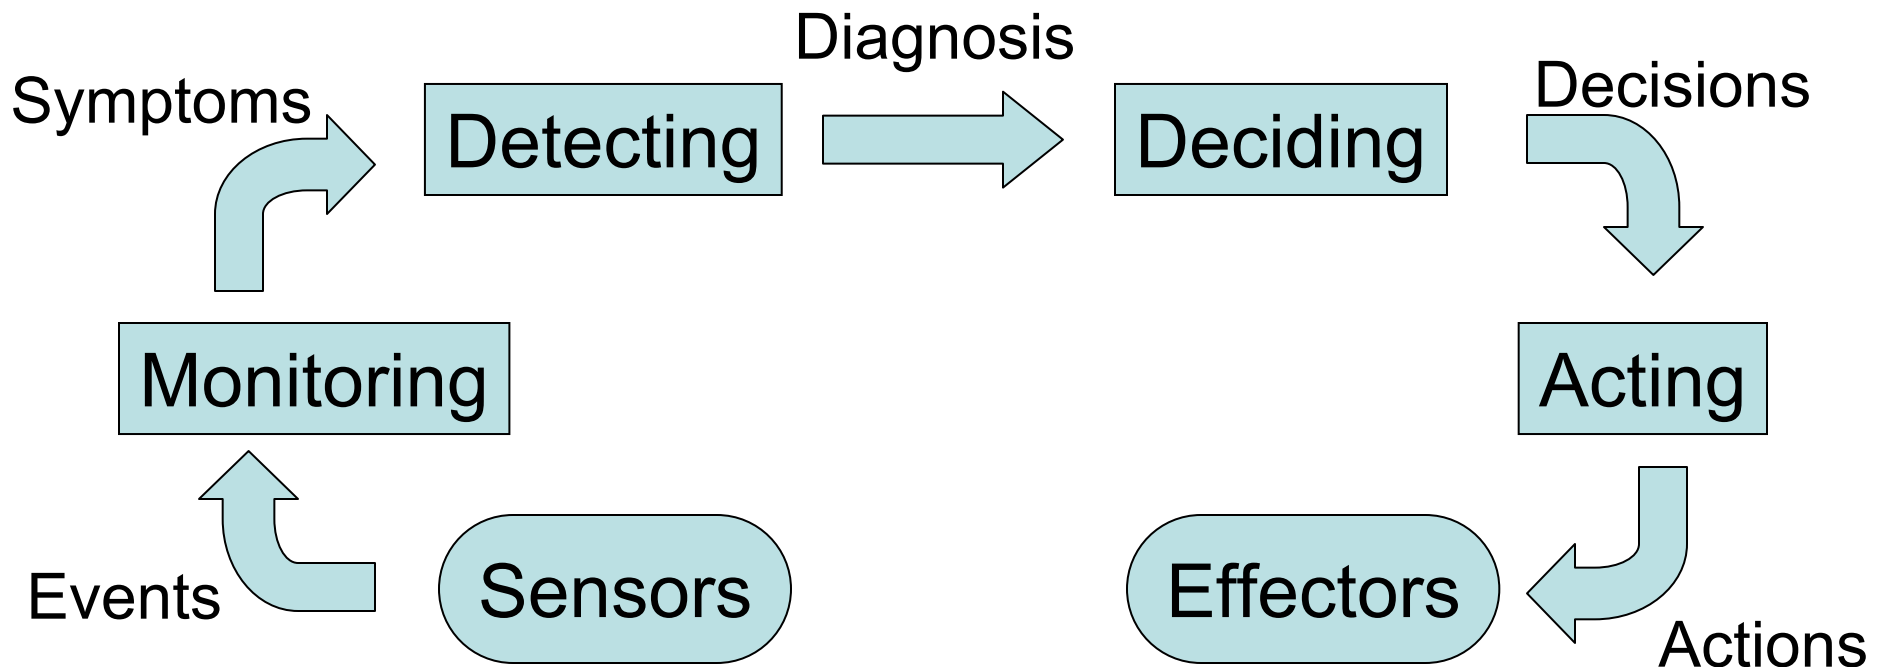 Diagnosis
Symptoms
Decisions
Detecting
Deciding
Monitoring
Acting
Events
Sensors
Effectors
Actions